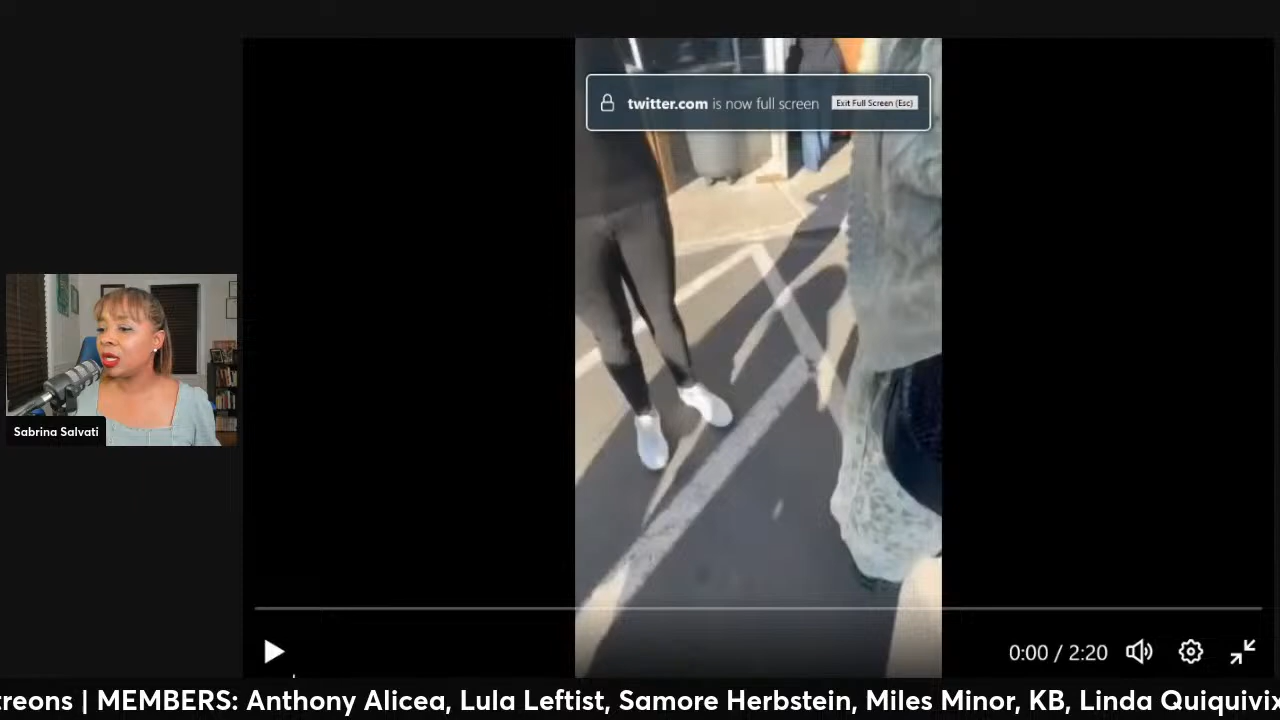 twitter.com is now full screen Exit Full Screen (Esc)
Sabrina Salvati
0:00 / 2:20
treons | MEMBERS: Anthony Alicea, Lula Leftist, Samore Herbstein, Miles Minor, KB, Linda Quiquivix